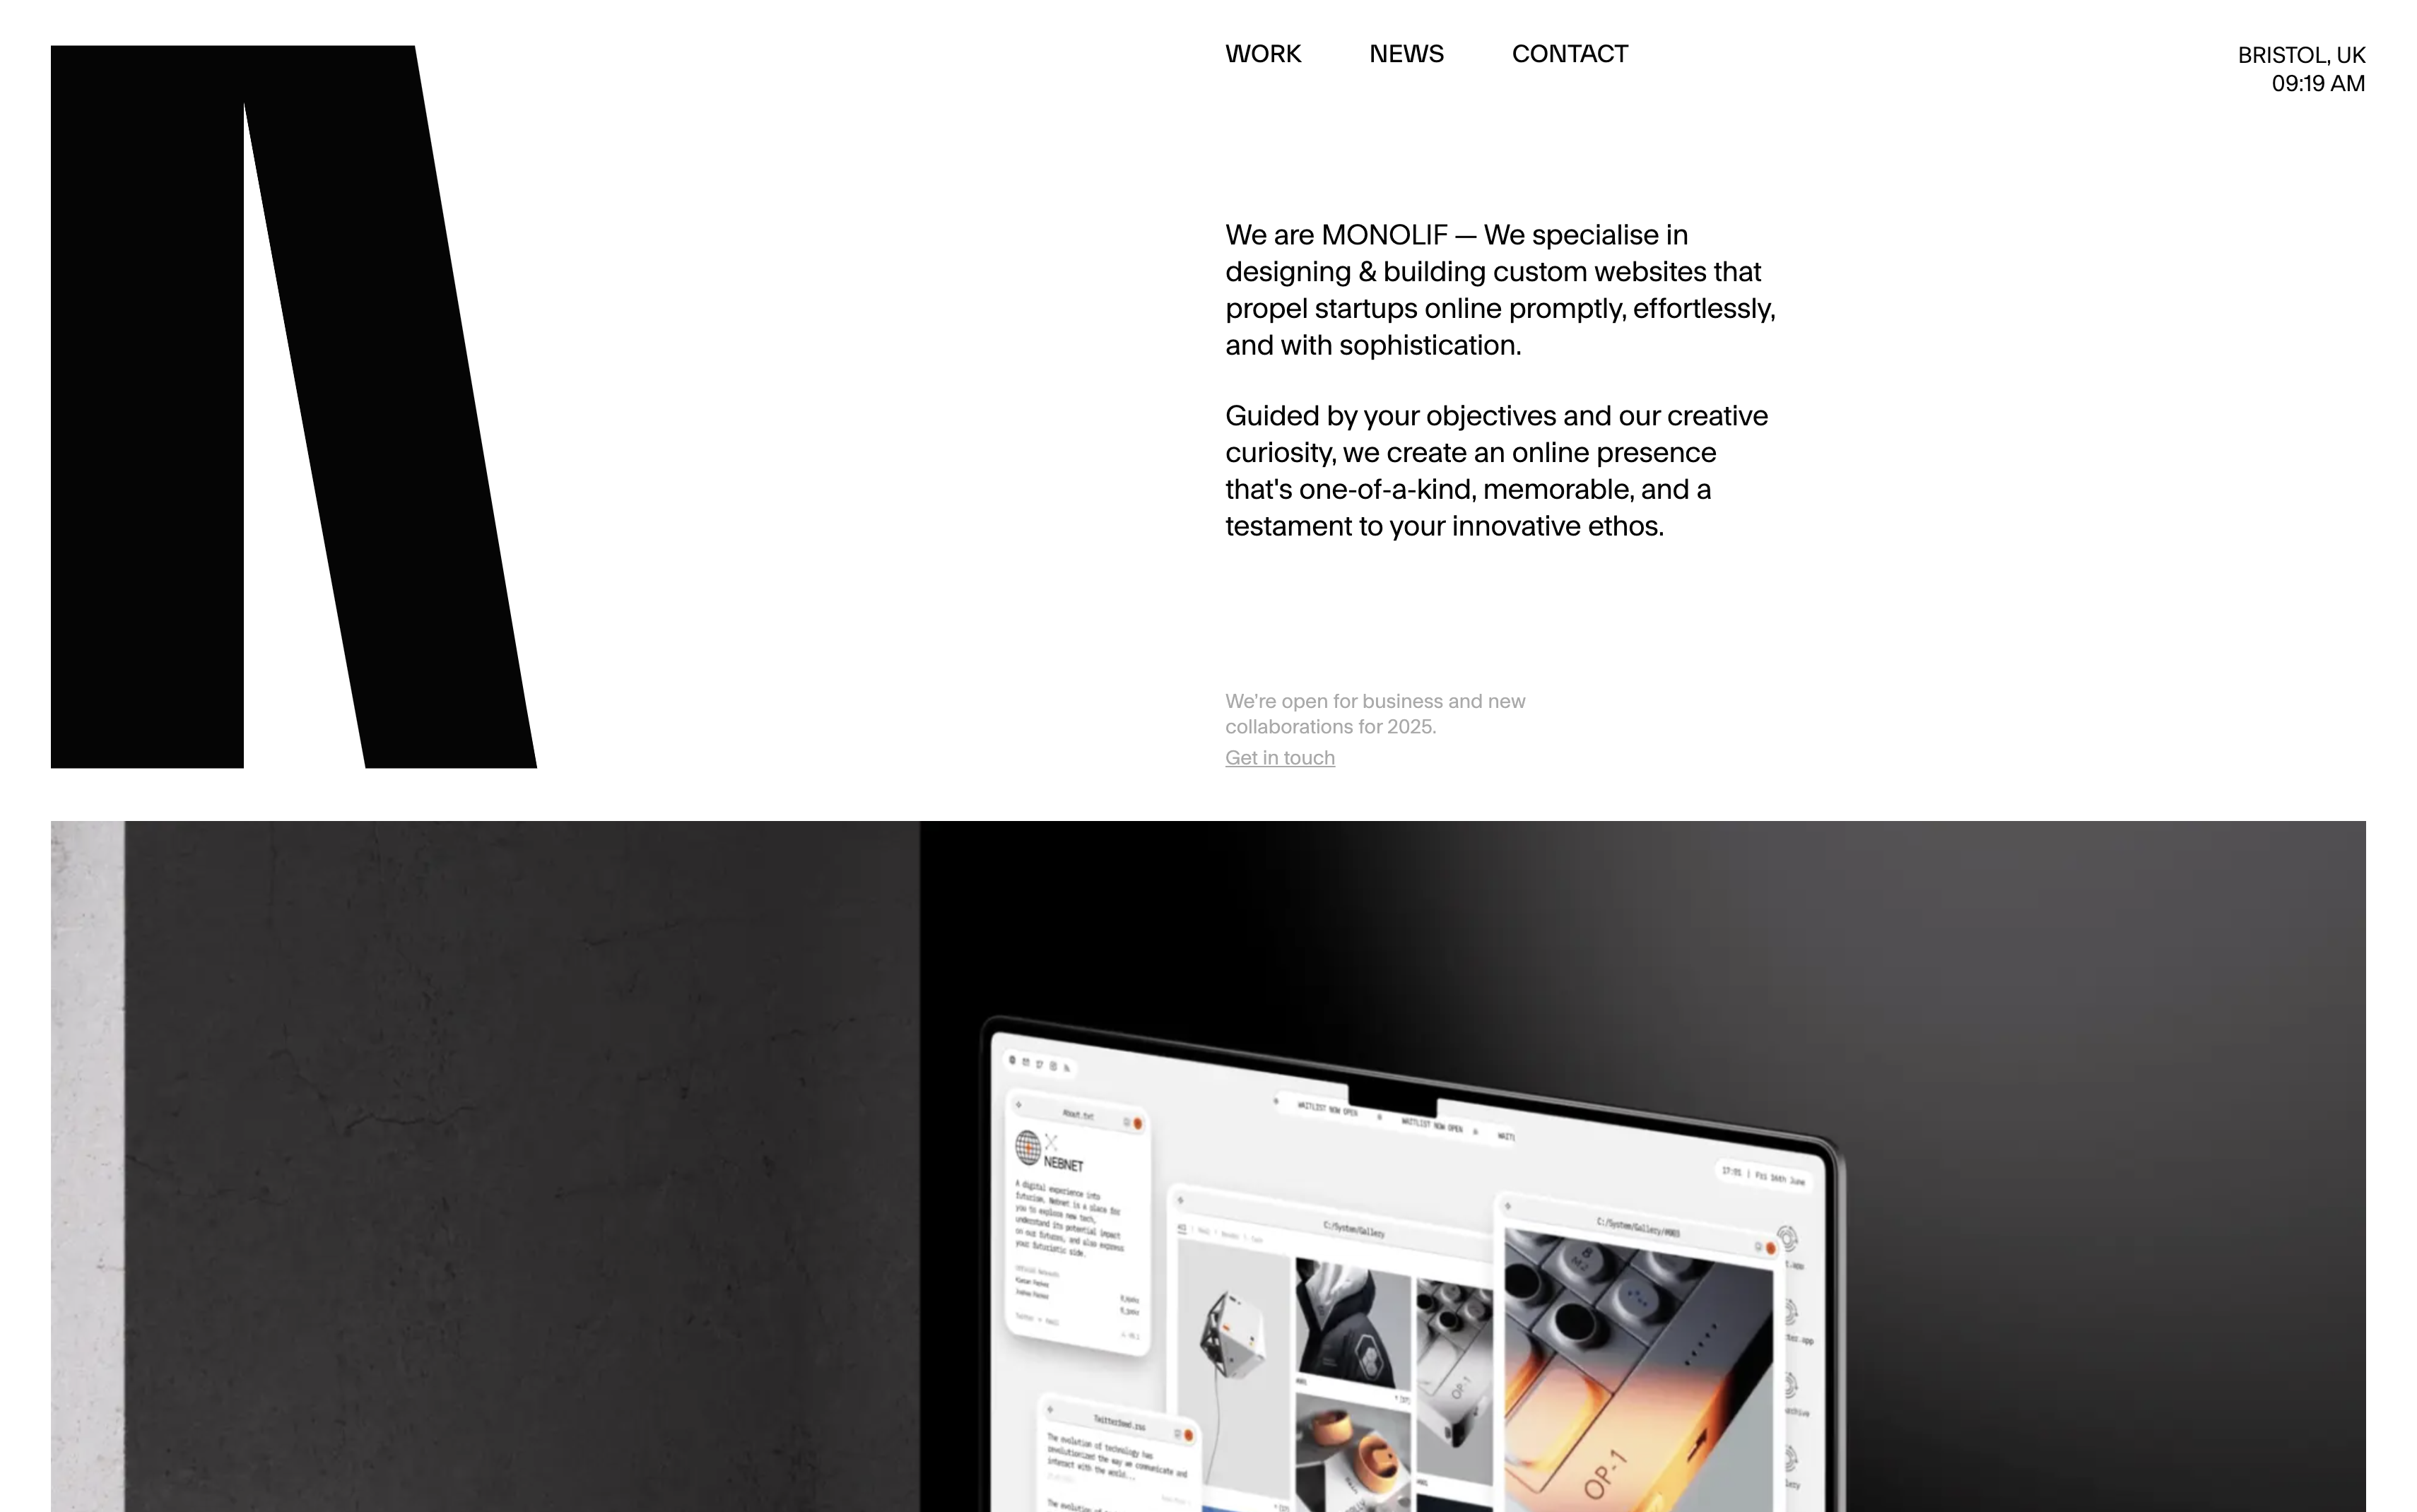 WORK NEWS CONTACT
BRISTOL, UK
09:19 AM
We are MONOLIF — We specialise in
designing & building custom websites that
propel startups online promptly, effortlessly,
and with sophistication.
Guided by your objectives and our creative
curiosity, we create an online presence
that's one-of-a-kind, memorable, and a
testament to your innovative ethos.
We're open for business and new
collaborations for 2025.
Get in touch
WAITLIST NOW OPEN
WAITLIST NOW OPEN
About.txt
NEBNET
A digital experience into
futurism. Nebnet is a place for
you to explore new tech,
understand its potential impact
on our futures, and also express
your futuristic side.
17:01 | Fri 16th June
C:/System/Gallery
C:/System/Gallery/#003
OP-1
OP-1
TwitterFeed.rss
The evolution of technology has
revolutionized the way we communicate and
interact with the world...
The evolution of